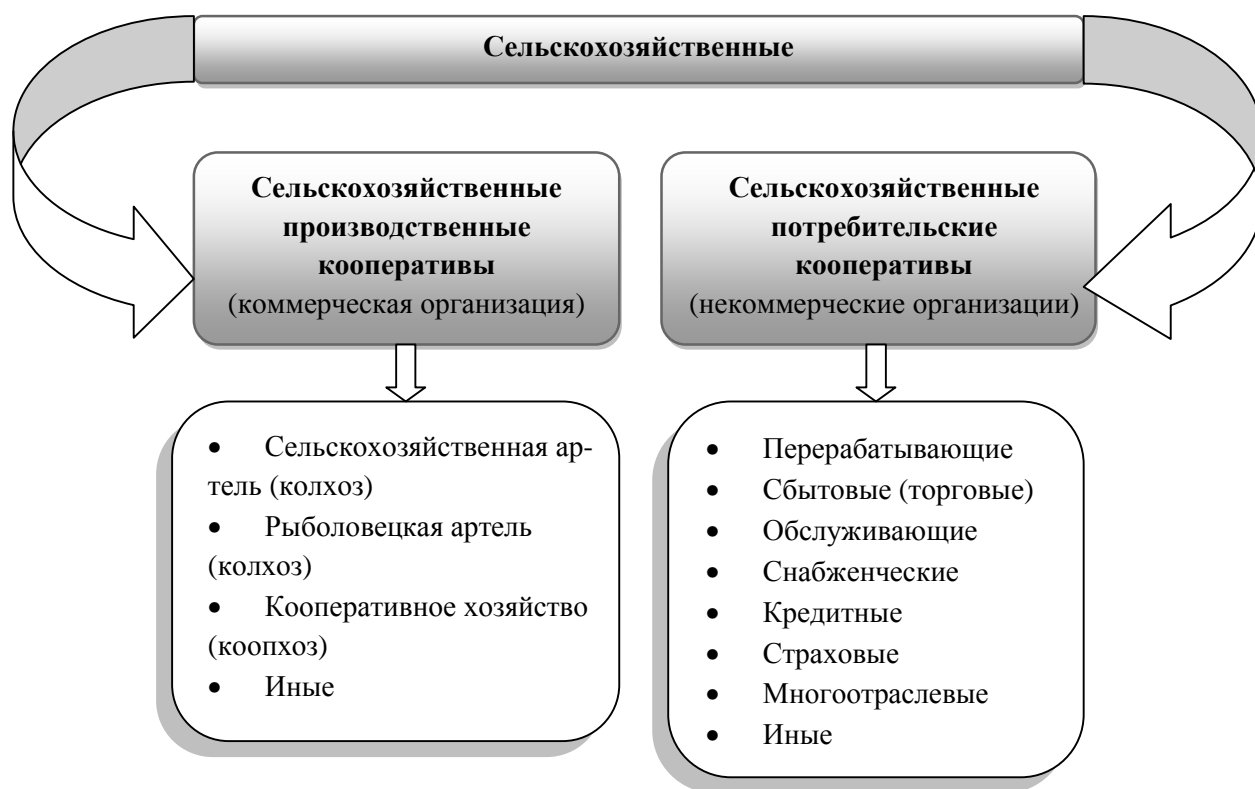 Сельскохозяйственные
Сельскохозяйственные
производственные
кооперативы
(коммерческая организация)
Сельскохозяйственные
потребительские
кооперативы
(некоммерческие организации)
• Сельскохозяйственная ар-
тель (колхоз)
• Рыболовецкая артель
(колхоз)
• Кооперативное хозяйство
(коопхоз)
• Иные
• Перерабатывающие
• Сбытовые (торговые)
• Обслуживающие
• Снабженческие
• Кредитные
• Страховые
• Многоотраслевые
• Иные